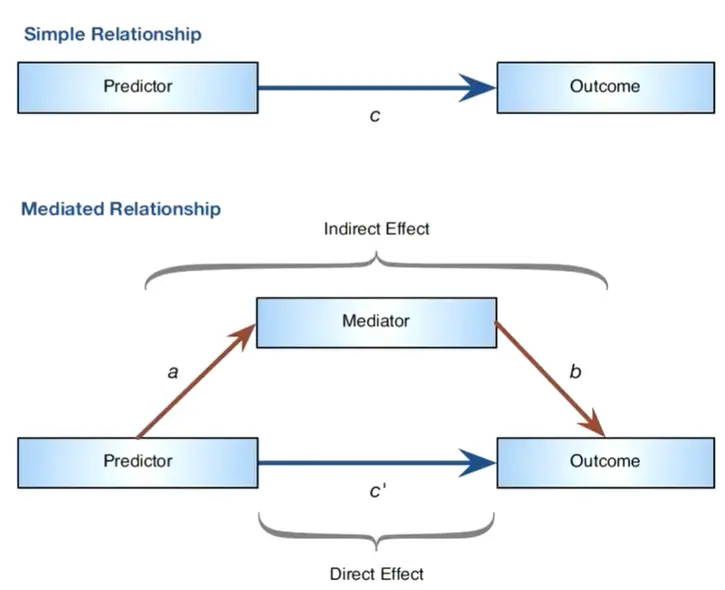 Simple Relationship
Predictor
Outcome
c
Mediated Relationship
Indirect Effect
Mediator
a
b
Predictor
Outcome
c'
Direct Effect